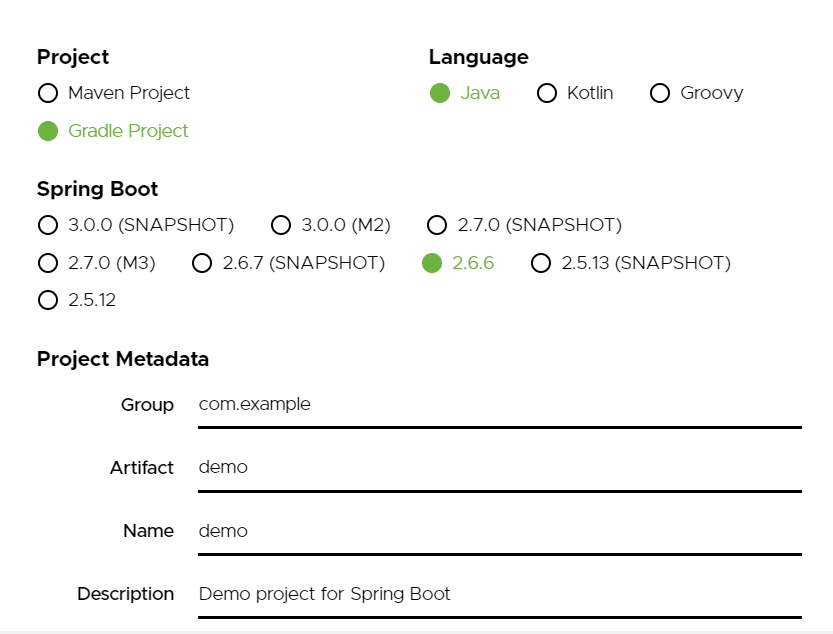 Project
Language
Maven Project
Java Kotlin Groovy
Gradle Project
Spring Boot
3.0.0 (SNAPSHOT) 3.0.0 (M2) 2.7.0 (SNAPSHOT)
2.7.0 (M3) 2.6.7 (SNAPSHOT) 2.6.6 2.5.13 (SNAPSHOT)
2.5.12
Project Metadata
Group com.example
Artifact demo
Name demo
Description Demo project for Spring Boot